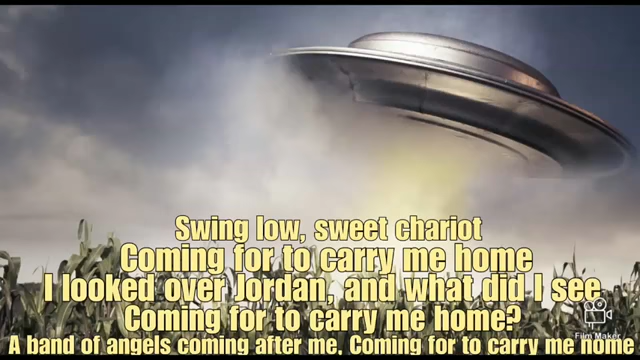 Swing low, sweet chariot
Coming for to carry me home
I looked over Jordan, and what did I see
Coming for to carry me home?
A band of angels coming after me, Coming for to carry me home
Film Maker